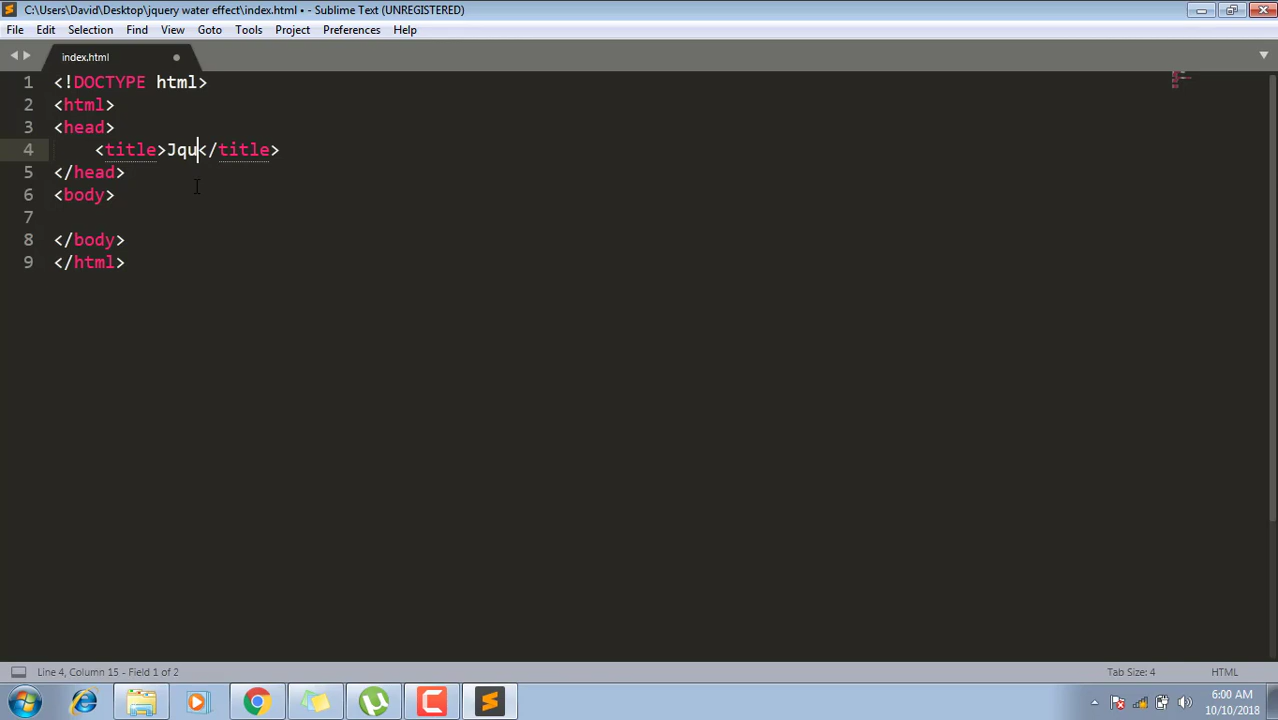 C:\Users\David\Desktop\jquery water effect\index.html • - Sublime Text (UNREGISTERED)
File Edit Selection Find View Goto Tools Project Preferences Help
index.html
1 <!DOCTYPE html>
2 <html>
3 <head>
4     <title>Jqu</title>
5 </head>
6 <body>
7
8 </body>
9 </html>
Line 4, Column 15 - Field 1 of 2 Tab Size: 4 HTML
6:00 AM
10/10/2018